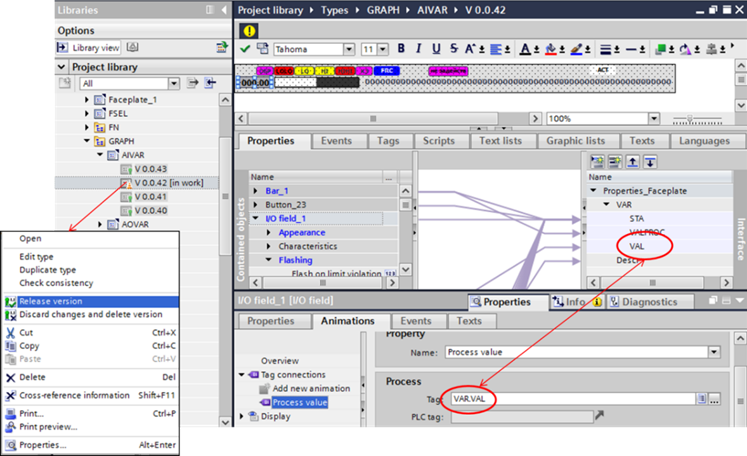 Libraries
Options
Library view
Project library
All
Faceplate_1
FSEL
FN
GRAPH
AIVAR
V 0.0.43
V 0.0.42 [in work]
V 0.0.41
V 0.0.40
AOVAR
Open
Edit type
Duplicate type
Check consistency
Release version
Discard changes and delete version
Cut Ctrl+X
Copy Ctrl+C
Paste Ctrl+V
Delete Del
Cross-reference information Shift+F11
Print... Ctrl+P
Print preview...
Properties... Alt+Enter
Project library Types GRAPH AIVAR V 0.0.42
Tahoma 11 B I U S A
LOLO LO HI FRC ACT
000.00
100%
Properties Events Tags Scripts Text lists Graphic lists Texts Languages
Contained objects
Name ...
Bar_1
Button_23
I/O field_1
Appearance
Characteristics
Flashing
Flash on limit violation
Name
Properties_Faceplate
VAR
STA
VALPROC
VAL
Desc
Interface
I/O field_1 [I/O field]
Properties Info Diagnostics
Properties Animations Events Texts
Overview
Tag connections
Add new animation
Process value
Display
Property
Name: Process value
Process
Tag: VAR.VAL ...
PLC tag: